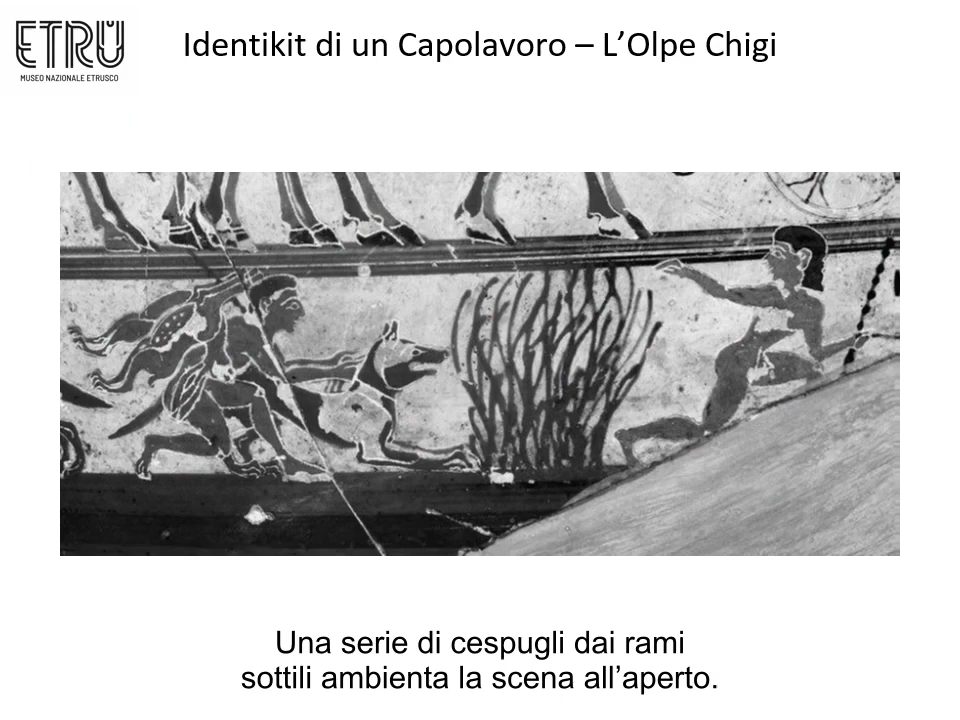 ETRÙ
MUSEO NAZIONALE ETRUSCO
Identikit di un Capolavoro – L’Olpe Chigi
Una serie di cespugli dai rami
sottili ambienta la scena all’aperto.